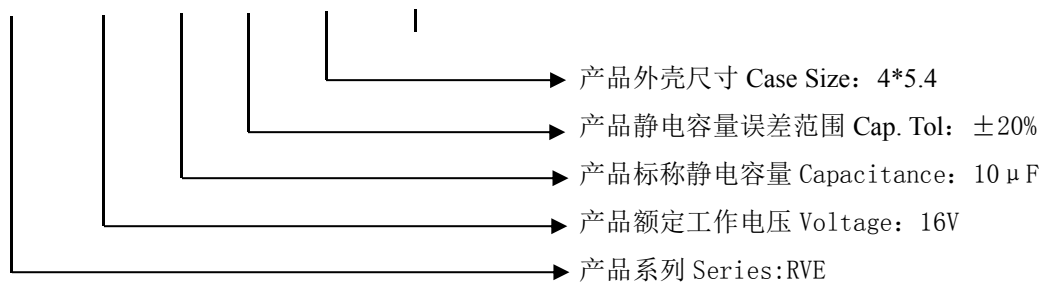 产品外壳尺寸 Case Size：4*5.4
产品静电容量误差范围 Cap. Tol：±20%
产品标称静电容量 Capacitance：10μF
产品额定工作电压 Voltage：16V
产品系列 Series:RVE